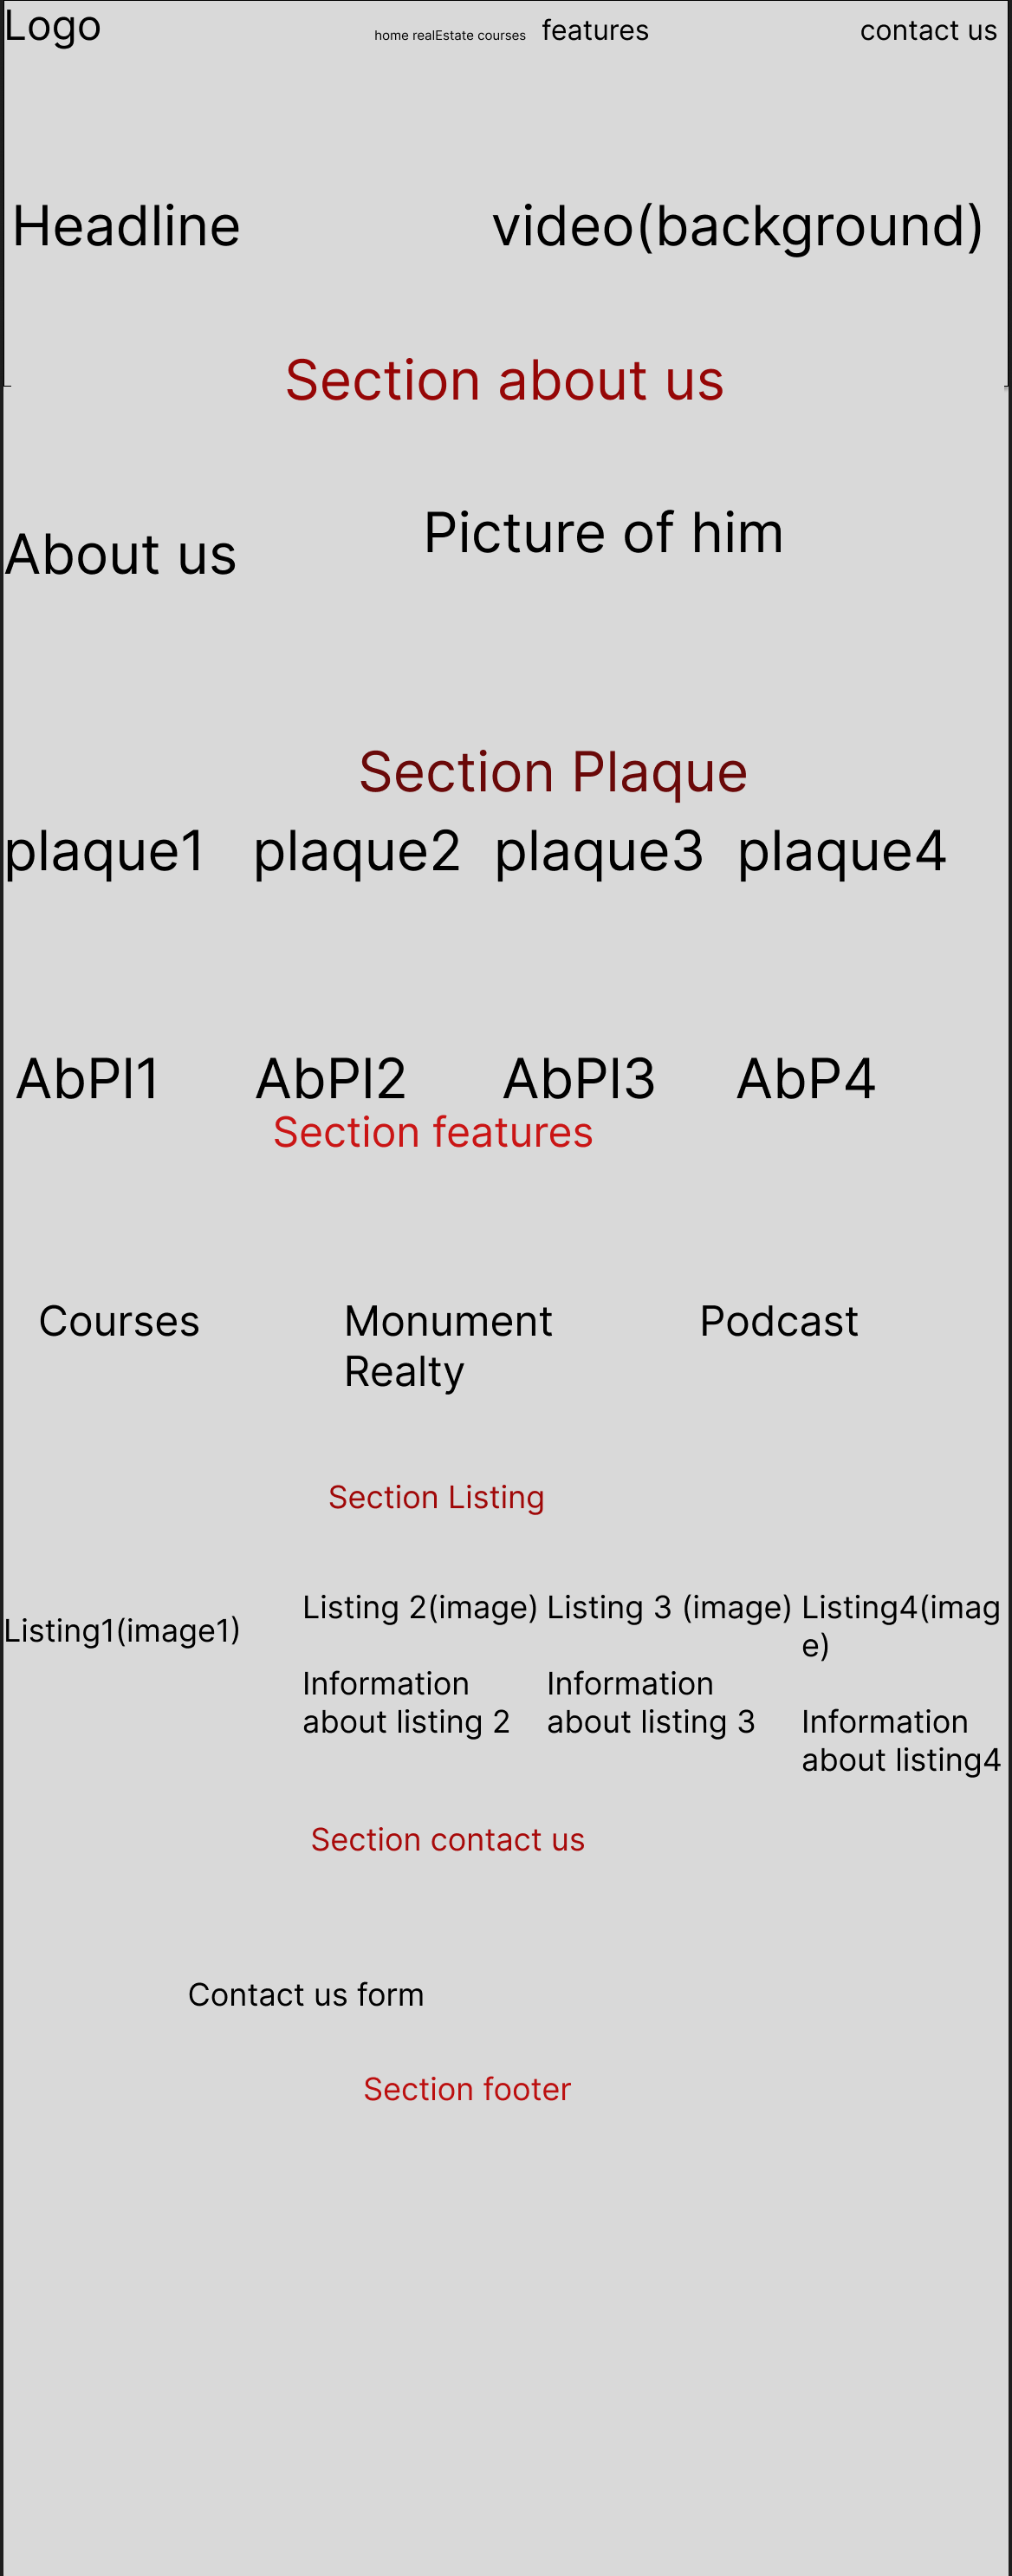 Logo
home realEstate courses features
contact us
Headline
video(background)
Section about us
Picture of him
About us
Section Plaque
plaque1 plaque2 plaque3 plaque4
AbPl1 AbPl2 AbPl3 AbP4
Section features
Courses
Monument
Realty
Podcast
Section Listing
Listing1(image1)
Listing 2(image)
Information
about listing 2
Listing 3 (image)
Information
about listing 3
Listing4(imag
e)
Information
about listing4
Section contact us
Contact us form
Section footer